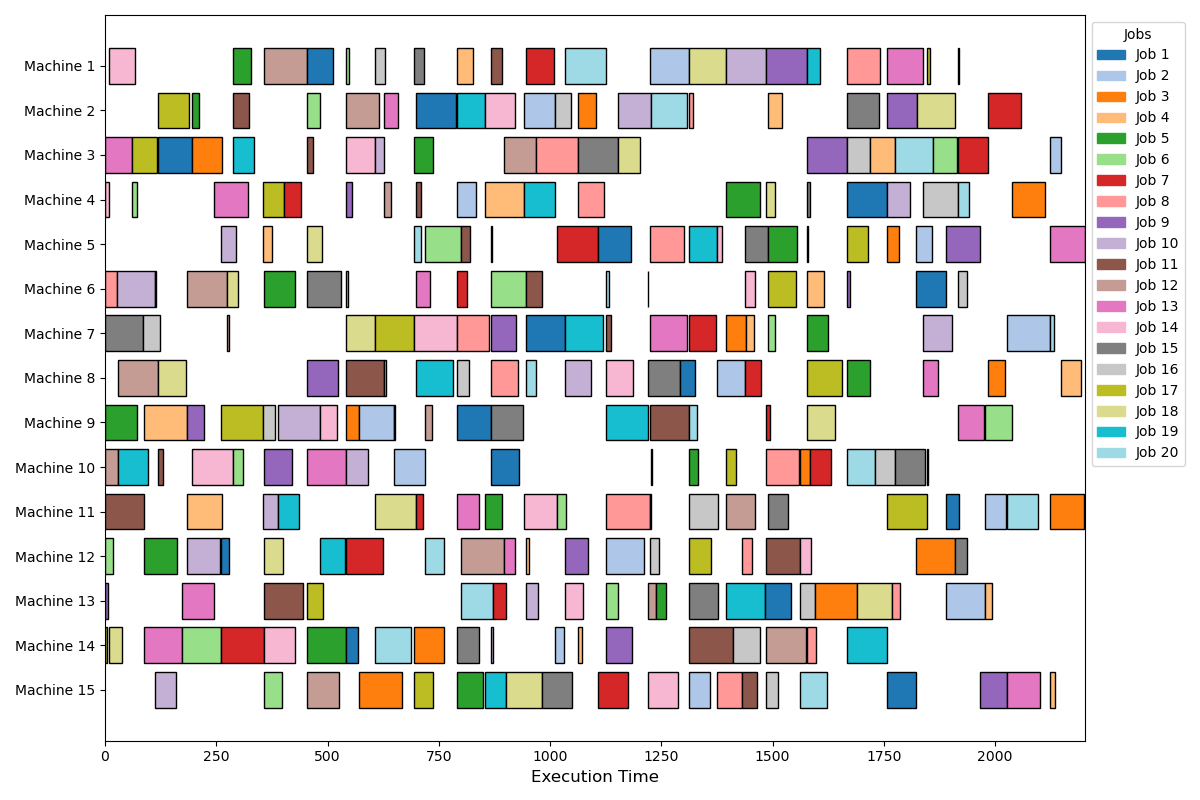 Machine 1
Machine 2
Machine 3
Machine 4
Machine 5
Machine 6
Machine 7
Machine 8
Machine 9
Machine 10
Machine 11
Machine 12
Machine 13
Machine 14
Machine 15
0 250 500 750 1000 1250 1500 1750 2000
Execution Time
Jobs
Job 1
Job 2
Job 3
Job 4
Job 5
Job 6
Job 7
Job 8
Job 9
Job 10
Job 11
Job 12
Job 13
Job 14
Job 15
Job 16
Job 17
Job 18
Job 19
Job 20